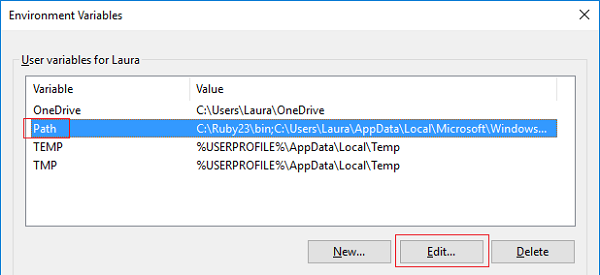 Environment Variables
User variables for Laura
Variable Value
OneDrive C:\Users\Laura\OneDrive
Path C:\Ruby23\bin;C:\Users\Laura\AppData\Local\Microsoft\Windows...
TEMP %USERPROFILE%\AppData\Local\Temp
TMP %USERPROFILE%\AppData\Local\Temp
New... Edit... Delete